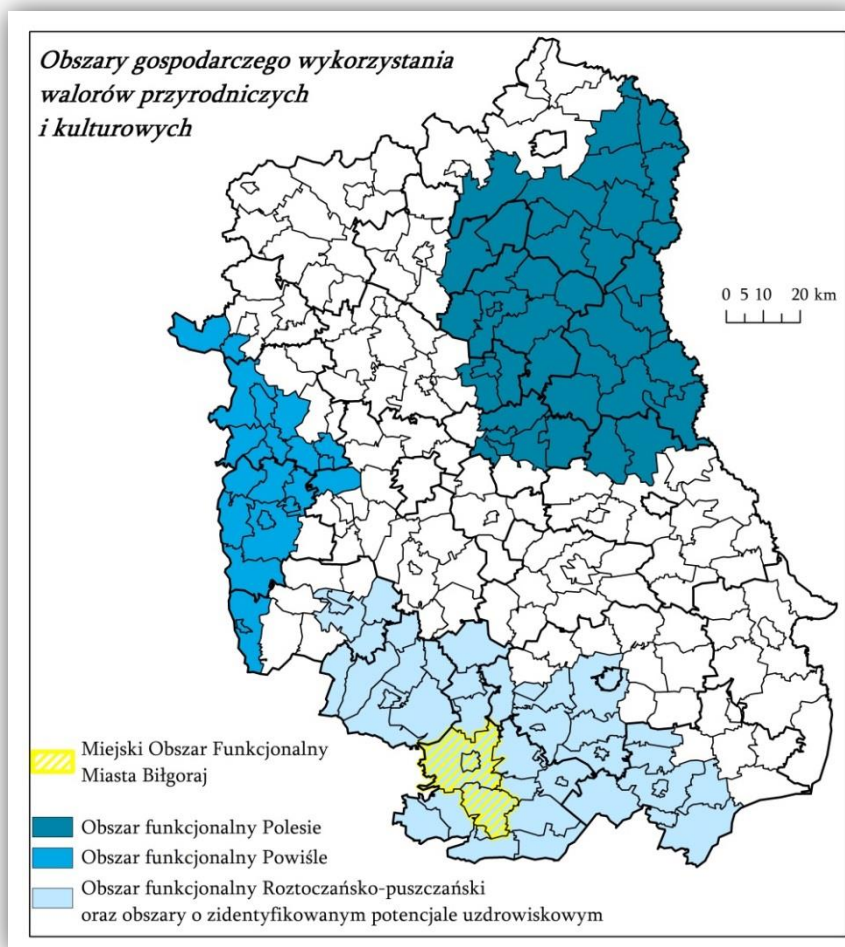 Obszary gospodarczego wykorzystania
walorów przyrodniczych
i kulturowych
0 5 10 20 km
Miejski Obszar Funkcjonalny
Miasta Biłgoraj
Obszar funkcjonalny Polesie
Obszar funkcjonalny Powiśle
Obszar funkcjonalny Roztoczańsko-puszczański
oraz obszary o zidentyfikowanym potencjale uzdrowiskowym